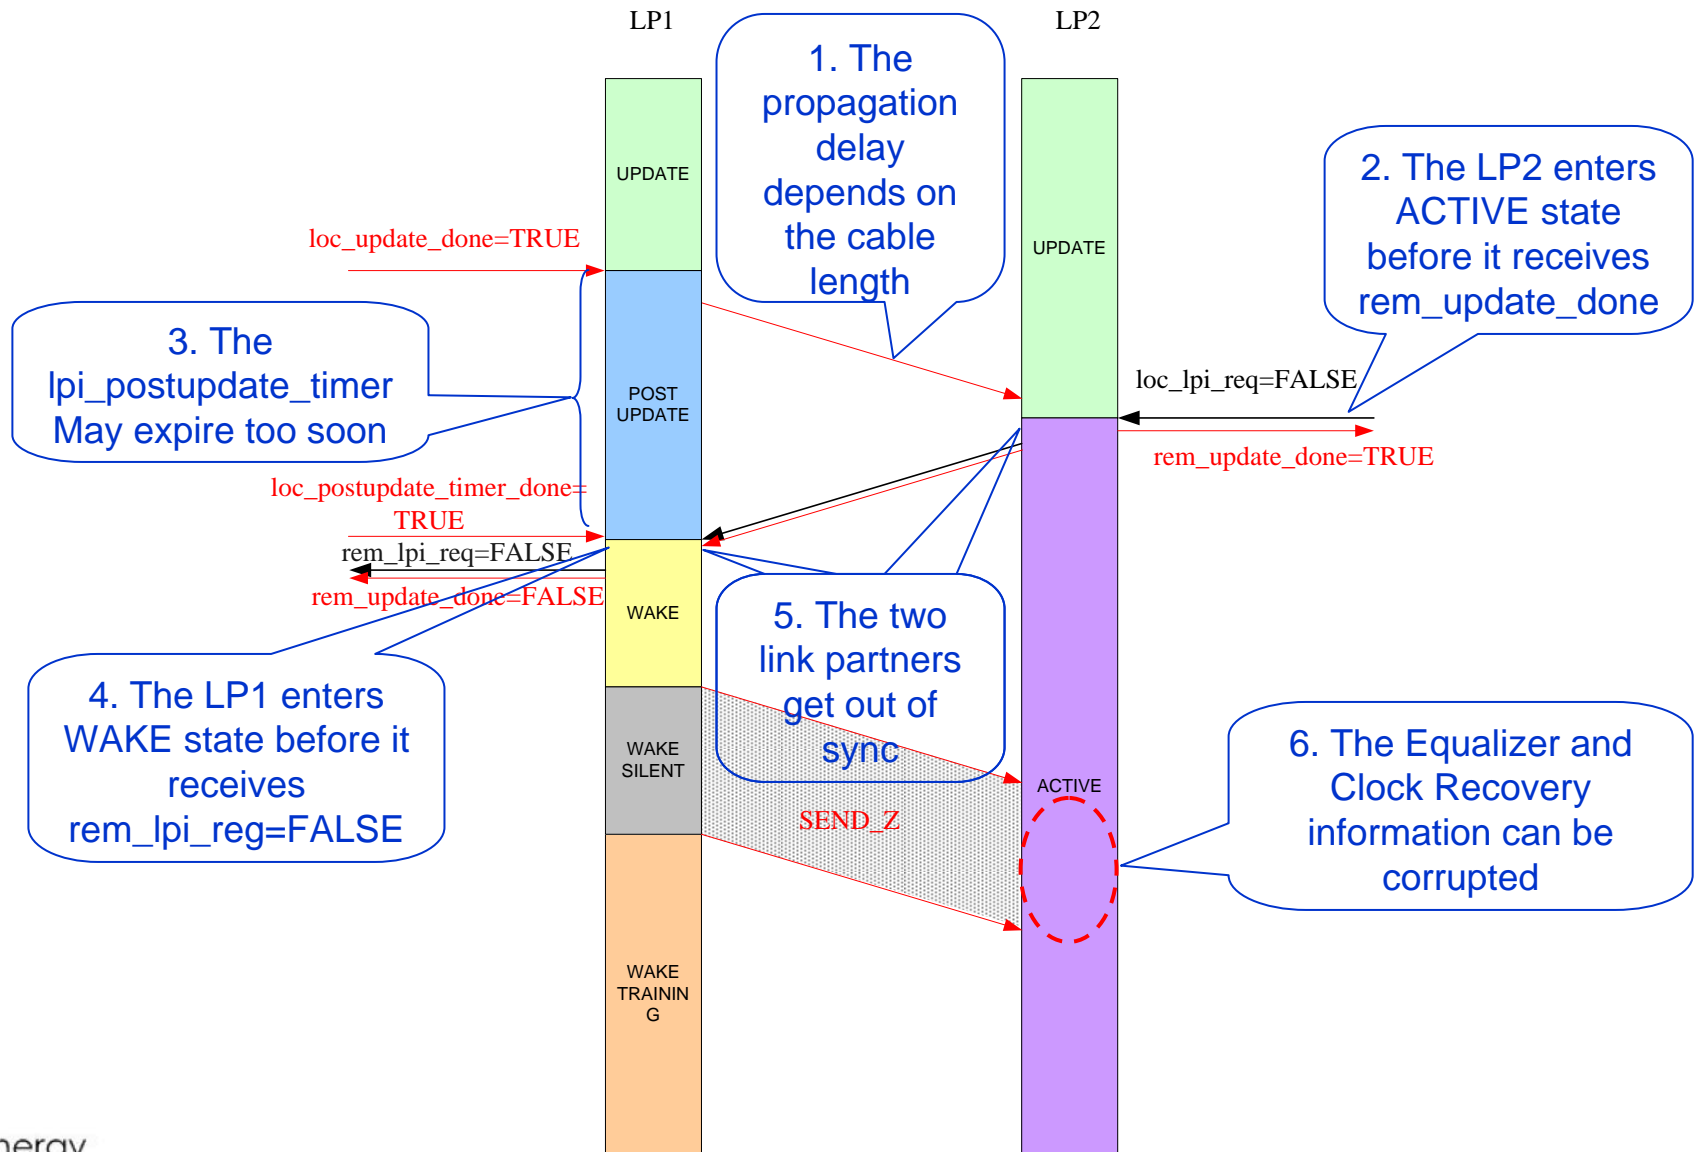 LP1
LP2
1. The
propagation
delay
depends on
the cable
length
2. The LP2 enters
ACTIVE state
before it receives
rem_update_done
UPDATE
UPDATE
loc_update_done=TRUE
3. The
lpi_postupdate_timer
May expire too soon
POST
UPDATE
loc_lpi_req=FALSE
rem_update_done=TRUE
loc_postupdate_timer_done=
TRUE
rem_lpi_req=FALSE
rem_update_done=FALSE
WAKE
5. The two
link partners
get out of
sync
4. The LP1 enters
WAKE state before it
receives
rem_lpi_reg=FALSE
WAKE
SILENT
SEND_Z
ACTIVE
6. The Equalizer and
Clock Recovery
information can be
corrupted
WAKE
TRAININ
G